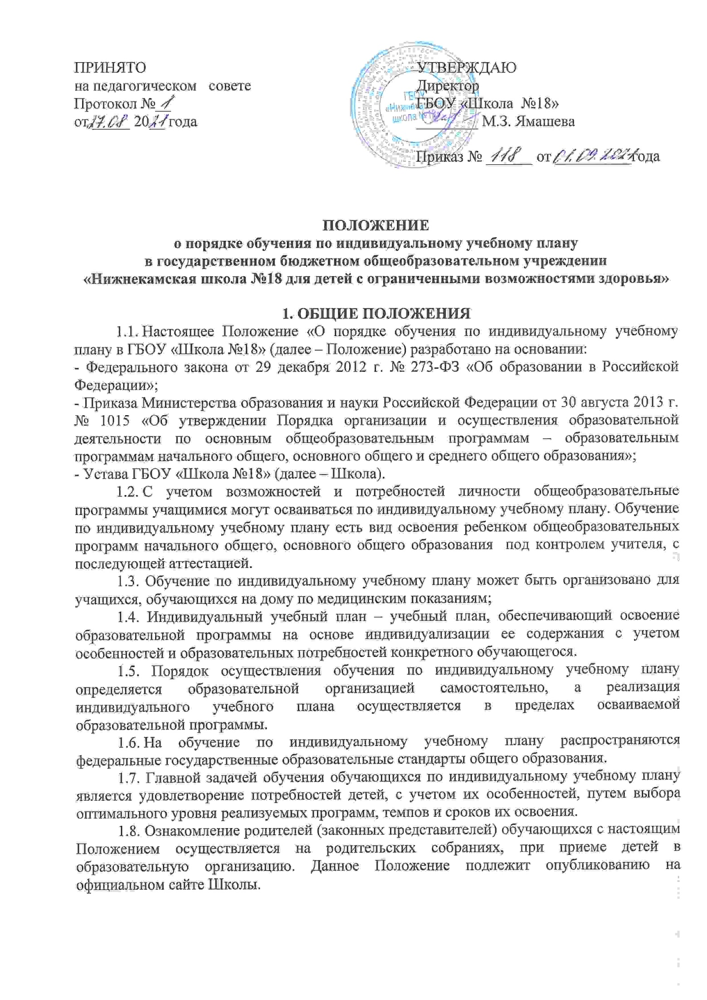 ПРИНЯТО
на педагогическом совете
Протокол № 1
от 27.08 2021 года
УТВЕРЖДАЮ
Директор
ГБОУ «Школа №18»
М.З. Ямашева
Приказ № 118 от 01.09.2021 года
ГБОУ
школа №18
ПОЛОЖЕНИЕ
о порядке обучения по индивидуальному учебному плану
в государственном бюджетном общеобразовательном учреждении
«Нижнекамская школа №18 для детей с ограниченными возможностями здоровья»
1. ОБЩИЕ ПОЛОЖЕНИЯ
1.1. Настоящее Положение «О порядке обучения по индивидуальному учебному
плану в ГБОУ «Школа №18» (далее – Положение) разработано на основании:
- Федерального закона от 29 декабря 2012 г. № 273-ФЗ «Об образовании в Российской
Федерации»;
- Приказа Министерства образования и науки Российской Федерации от 30 августа 2013 г.
№ 1015 «Об утверждении Порядка организации и осуществления образовательной
деятельности по основным общеобразовательным программам – образовательным
программам начального общего, основного общего и среднего общего образования»;
- Устава ГБОУ «Школа №18» (далее – Школа).
1.2. С учетом возможностей и потребностей личности общеобразовательные
программы учащимися могут осваиваться по индивидуальному учебному плану. Обучение
по индивидуальному учебному плану есть вид освоения ребенком общеобразовательных
программ начального общего, основного общего образования под контролем учителя, с
последующей аттестацией.
1.3. Обучение по индивидуальному учебному плану может быть организовано для
учащихся, обучающихся на дому по медицинским показаниям;
1.4. Индивидуальный учебный план – учебный план, обеспечивающий освоение
образовательной программы на основе индивидуализации ее содержания с учетом
особенностей и образовательных потребностей конкретного обучающегося.
1.5. Порядок осуществления обучения по индивидуальному учебному плану
определяется образовательной организацией самостоятельно, а реализация
индивидуального учебного плана осуществляется в пределах осваиваемой
образовательной программы.
1.6. На обучение по индивидуальному учебному плану распространяются
федеральные государственные образовательные стандарты общего образования.
1.7. Главной задачей обучения обучающихся по индивидуальному учебному плану
является удовлетворение потребностей детей, с учетом их особенностей, путем выбора
оптимального уровня реализуемых программ, темпов и сроков их освоения.
1.8. Ознакомление родителей (законных представителей) обучающихся с настоящим
Положением осуществляется на родительских собраниях, при приеме детей в
образовательную организацию. Данное Положение подлежит опубликованию на
официальном сайте Школы.